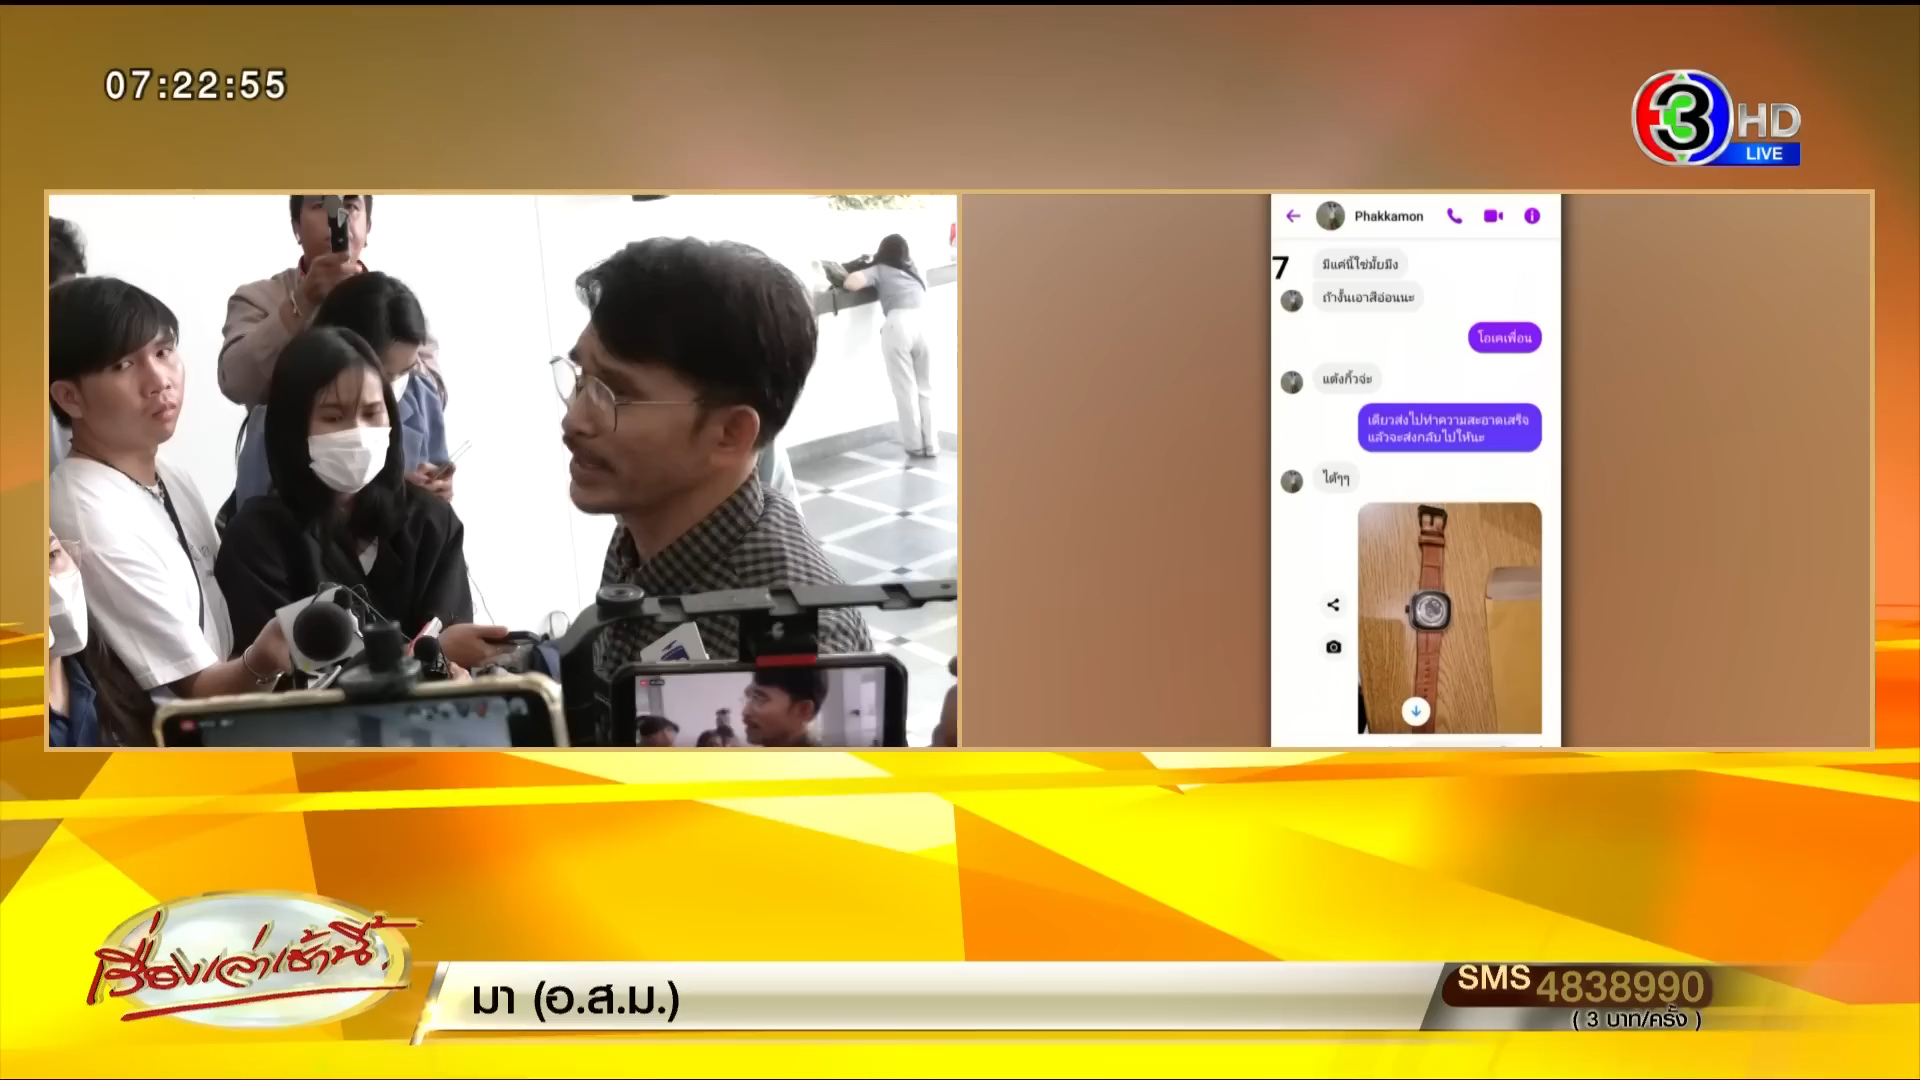 07:22:55
3 HD
LIVE
Phakkamon
7
มีแค่นี้ใช่มั้ยมึง
ถ้างั้นเอาสีอ่อนนะ
โอเคเพื่อน
แต้งกิ้วจ่ะ
เดียวส่งไปทำความสะอาดเสร็จ
แล้วจะส่งกลับไปให้นะ
ได้ๆๆ
เรื่องเล่าเช้านี้
มา (อ.ส.ม.)
SMS 4838990
( 3 บาท/ครั้ง )